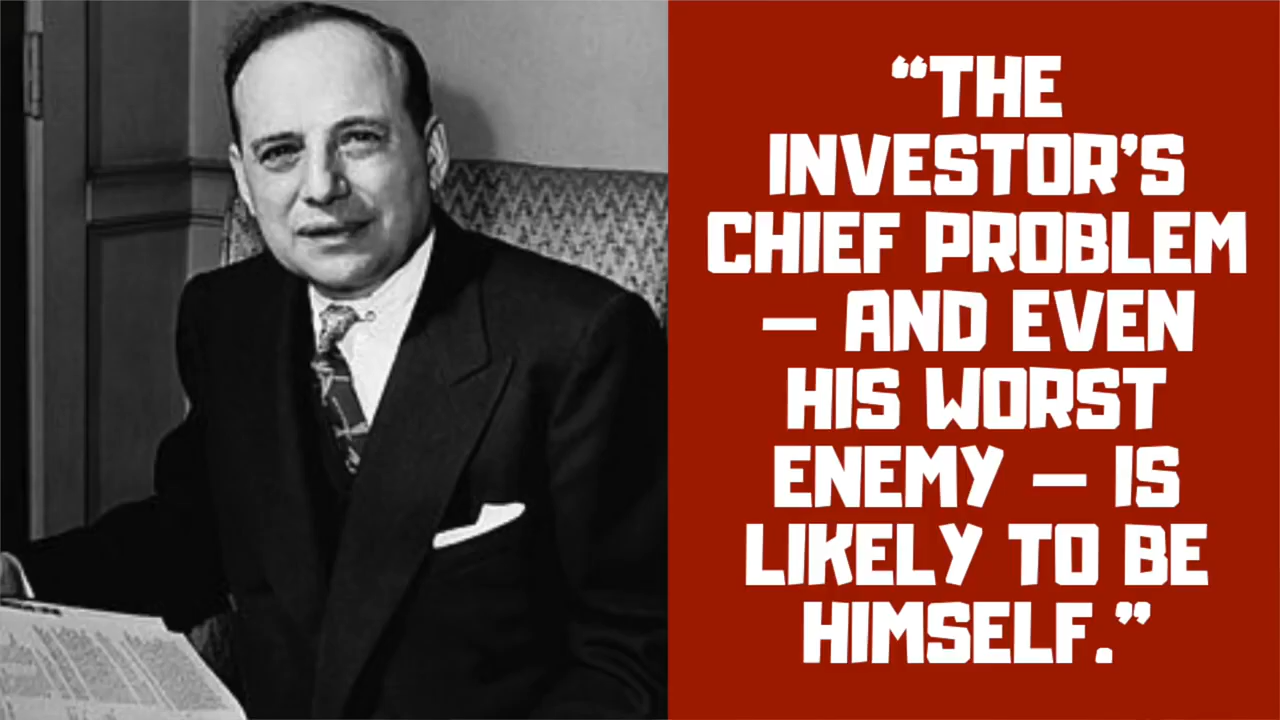 “THE
INVESTOR’S
CHIEF PROBLEM
— AND EVEN
HIS WORST
ENEMY — IS
LIKELY TO BE
HIMSELF.”